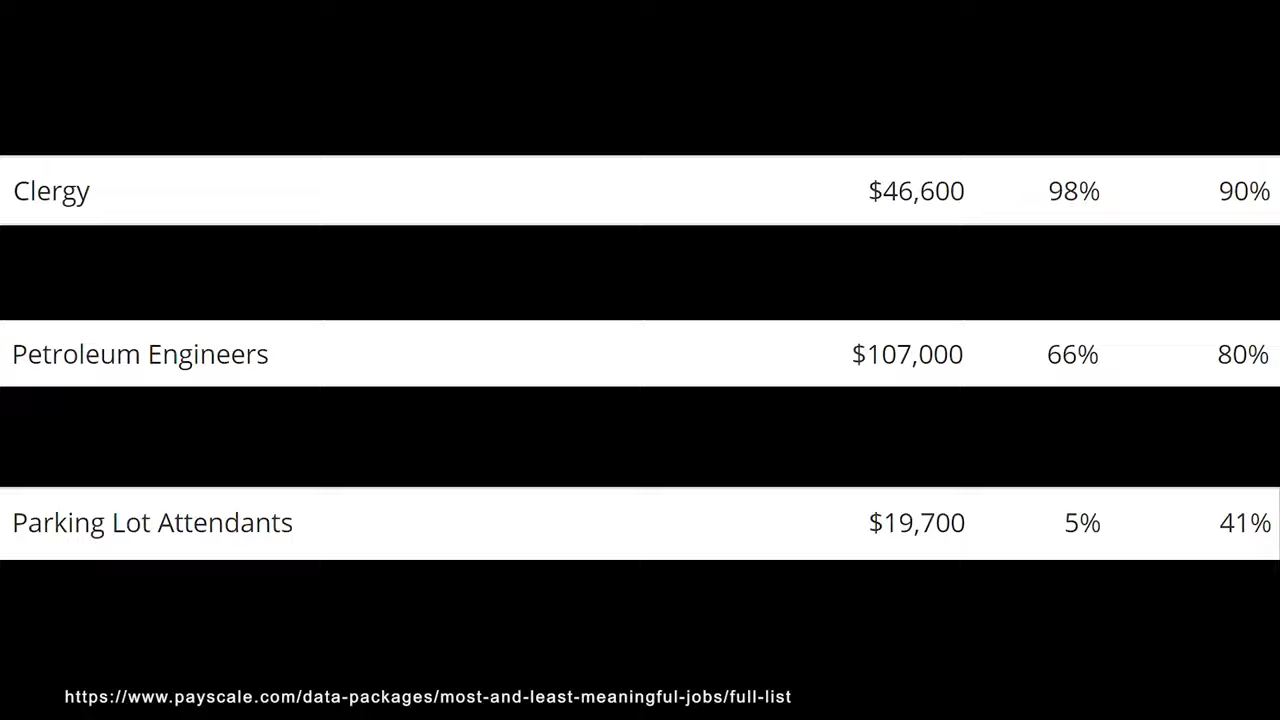 Clergy $46,600 98% 90%
Petroleum Engineers $107,000 66% 80%
Parking Lot Attendants $19,700 5% 41%
https://www.payscale.com/data-packages/most-and-least-meaningful-jobs/full-list